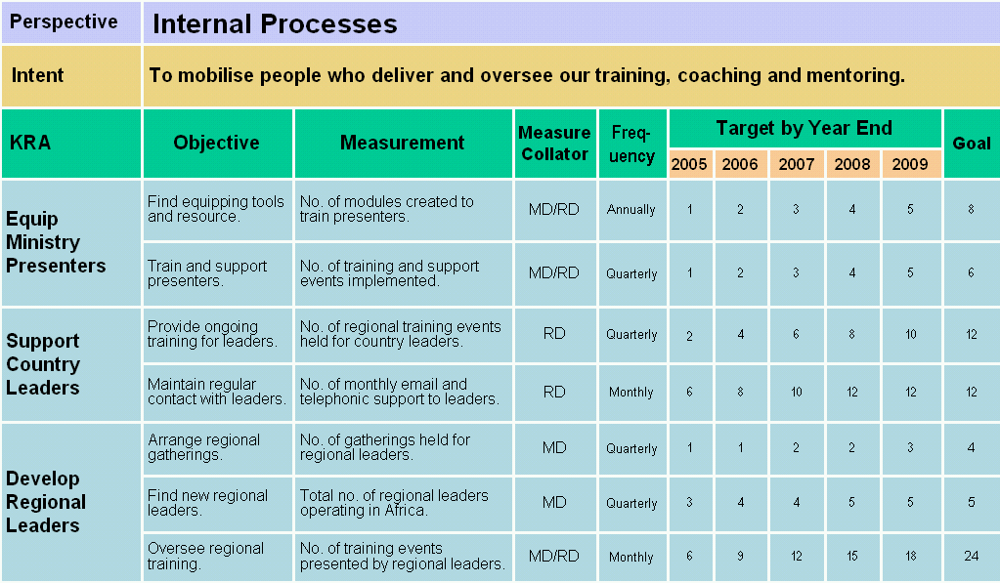 Perspective
Internal Processes
Intent
To mobilise people who deliver and oversee our training, coaching and mentoring.
KRA
Objective
Measurement
Measure
Collator
Freq-
uency
Target by Year End
2005 2006 2007 2008 2009
Goal
Equip
Ministry
Presenters
Find equipping tools
and resource.
No. of modules created to
train presenters.
MD/RD
Annually
1 2 3 4 5 8
Train and support
presenters.
No. of training and support
events implemented.
MD/RD
Quarterly
1 2 3 4 5 6
Support
Country
Leaders
Provide ongoing
training for leaders.
No. of regional training events
held for country leaders.
RD
Quarterly
2 4 6 8 10 12
Maintain regular
contact with leaders.
No. of monthly email and
telephonic support to leaders.
RD
Monthly
6 8 10 12 12 12
Develop
Regional
Leaders
Arrange regional
gatherings.
No. of gatherings held for
regional leaders.
MD
Quarterly
1 1 2 2 3 4
Find new regional
leaders.
Total no. of regional leaders
operating in Africa.
MD
Quarterly
3 4 4 5 5 5
Oversee regional
training.
No. of training events
presented by regional leaders.
MD/RD
Monthly
6 9 12 15 18 24